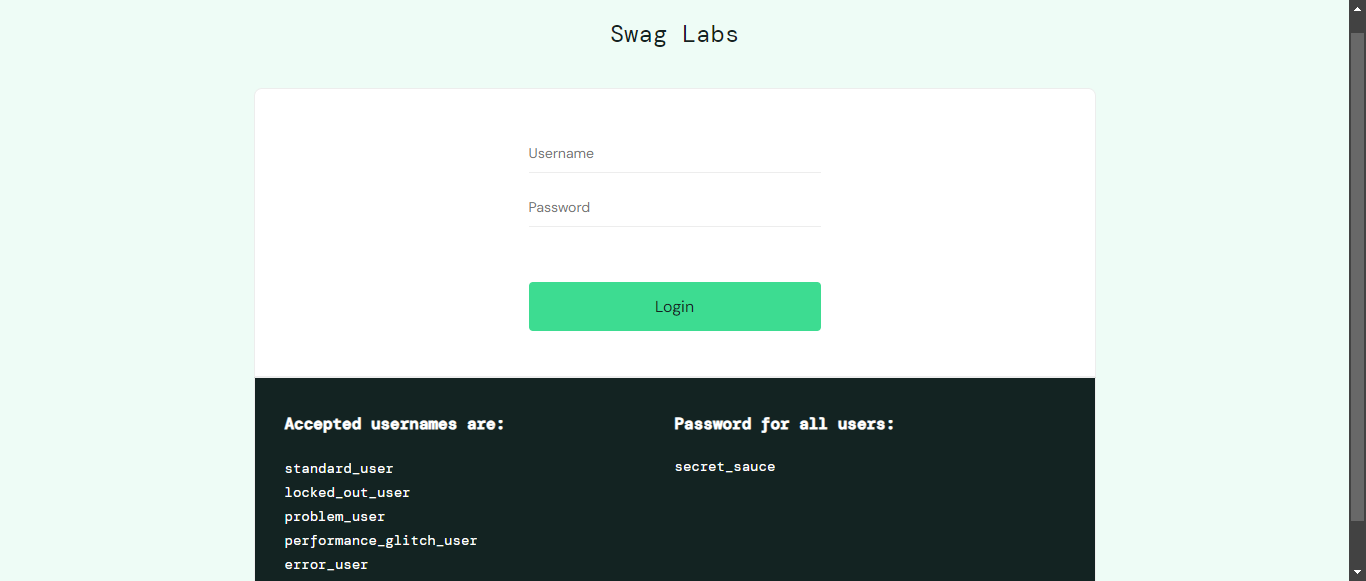 Swag Labs
Username
Password
Login
Accepted usernames are:
standard_user
locked_out_user
problem_user
performance_glitch_user
error_user
Password for all users:
secret_sauce